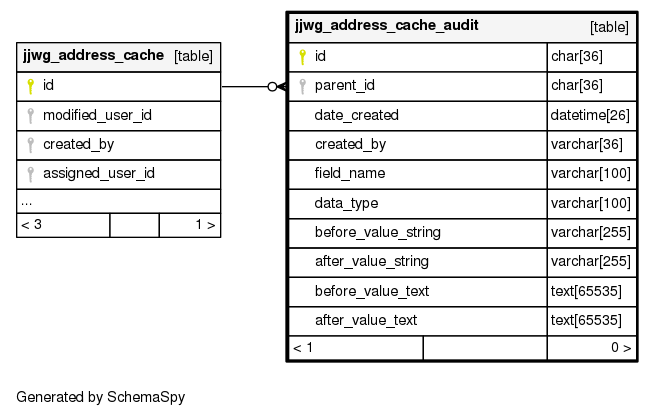 jjwg_address_cache [table]
id
modified_user_id
created_by
assigned_user_id
...
< 3 1 >
jjwg_address_cache_audit [table]
id char[36]
parent_id char[36]
date_created datetime[26]
created_by varchar[36]
field_name varchar[100]
data_type varchar[100]
before_value_string varchar[255]
after_value_string varchar[255]
before_value_text text[65535]
after_value_text text[65535]
< 1 0 >
Generated by SchemaSpy